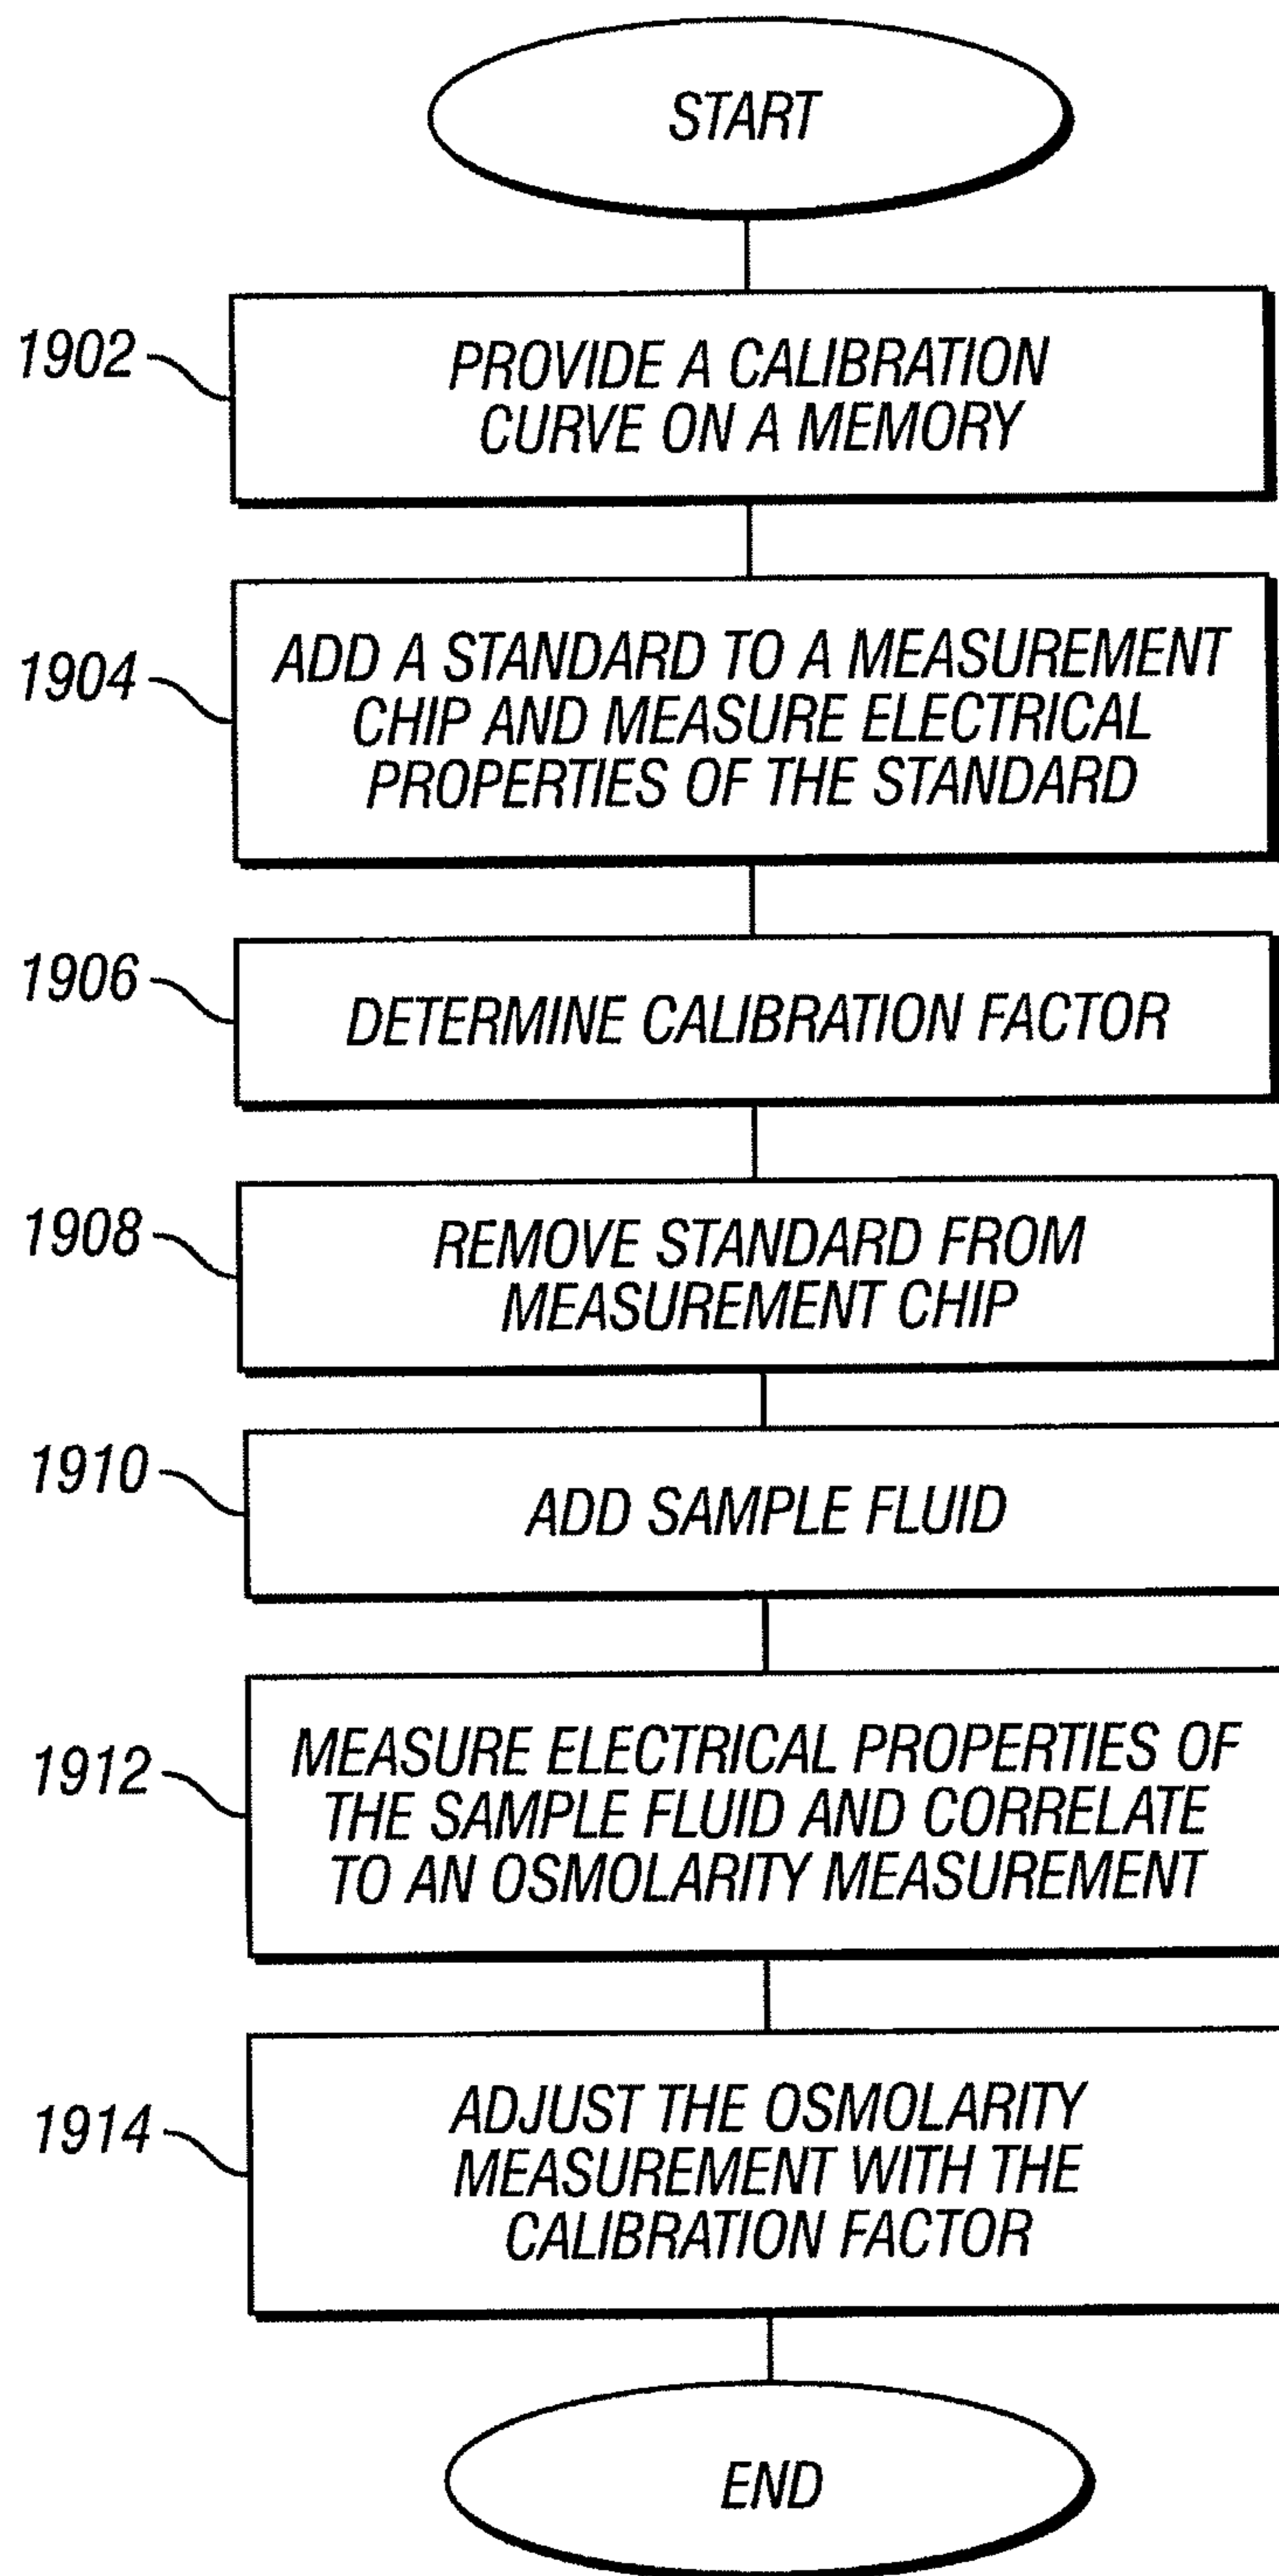 START
1902
PROVIDE A CALIBRATION
CURVE ON A MEMORY
1904
ADD A STANDARD TO A MEASUREMENT
CHIP AND MEASURE ELECTRICAL
PROPERTIES OF THE STANDARD
1906
DETERMINE CALIBRATION FACTOR
1908
REMOVE STANDARD FROM
MEASUREMENT CHIP
1910
ADD SAMPLE FLUID
1912
MEASURE ELECTRICAL PROPERTIES OF
THE SAMPLE FLUID AND CORRELATE
TO AN OSMOLARITY MEASUREMENT
1914
ADJUST THE OSMOLARITY
MEASUREMENT WITH THE
CALIBRATION FACTOR
END